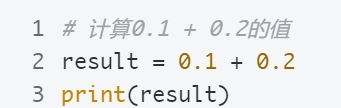 1 # 计算0.1 + 0.2的值
2 result = 0.1 + 0.2
3 print(result)